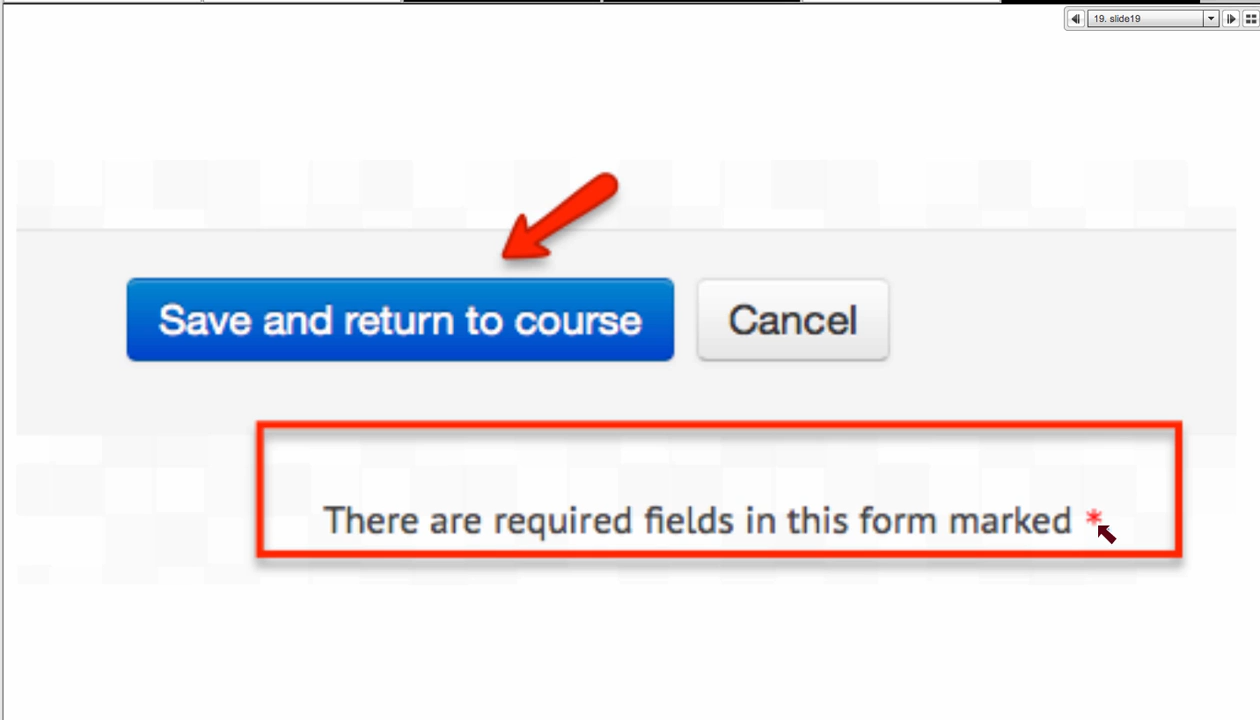 19. slide19
Save and return to course
Cancel
There are required fields in this form marked *